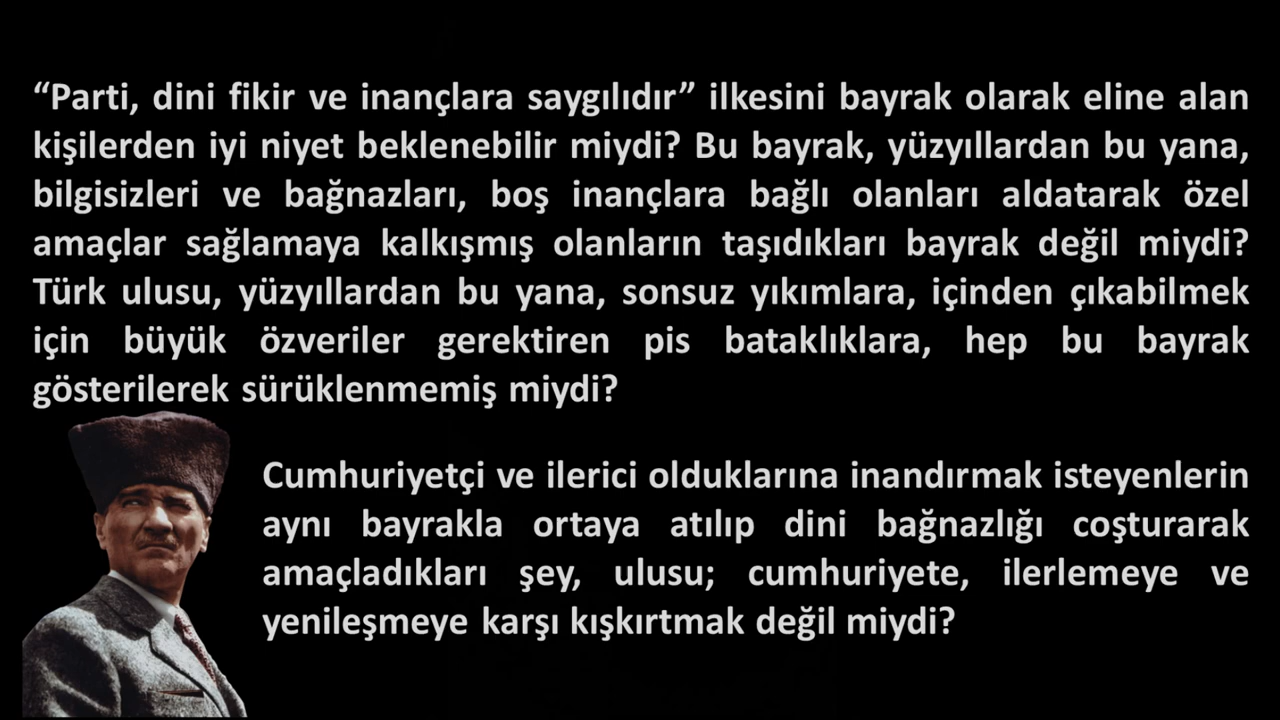 “Parti, dini fikir ve inançlara saygılıdır” ilkesini bayrak olarak eline alan
kişilerden iyi niyet beklenebilir miydi? Bu bayrak, yüzyıllardan bu yana,
bilgisizleri ve bağnazları, boş inançlara bağlı olanları aldatarak özel
amaçlar sağlamaya kalkışmış olanların taşıdıkları bayrak değil miydi?
Türk ulusu, yüzyıllardan bu yana, sonsuz yıkımlara, içinden çıkabilmek
için büyük özveriler gerektiren pis bataklıklara, hep bu bayrak
gösterilerek sürüklenmemiş miydi?
Cumhuriyetçi ve ilerici olduklarına inandırmak isteyenlerin
aynı bayrakla ortaya atılıp dini bağnazlığı coşturarak
amaçladıkları şey, ulusu; cumhuriyete, ilerlemeye ve
yenileşmeye karşı kışkırtmak değil miydi?